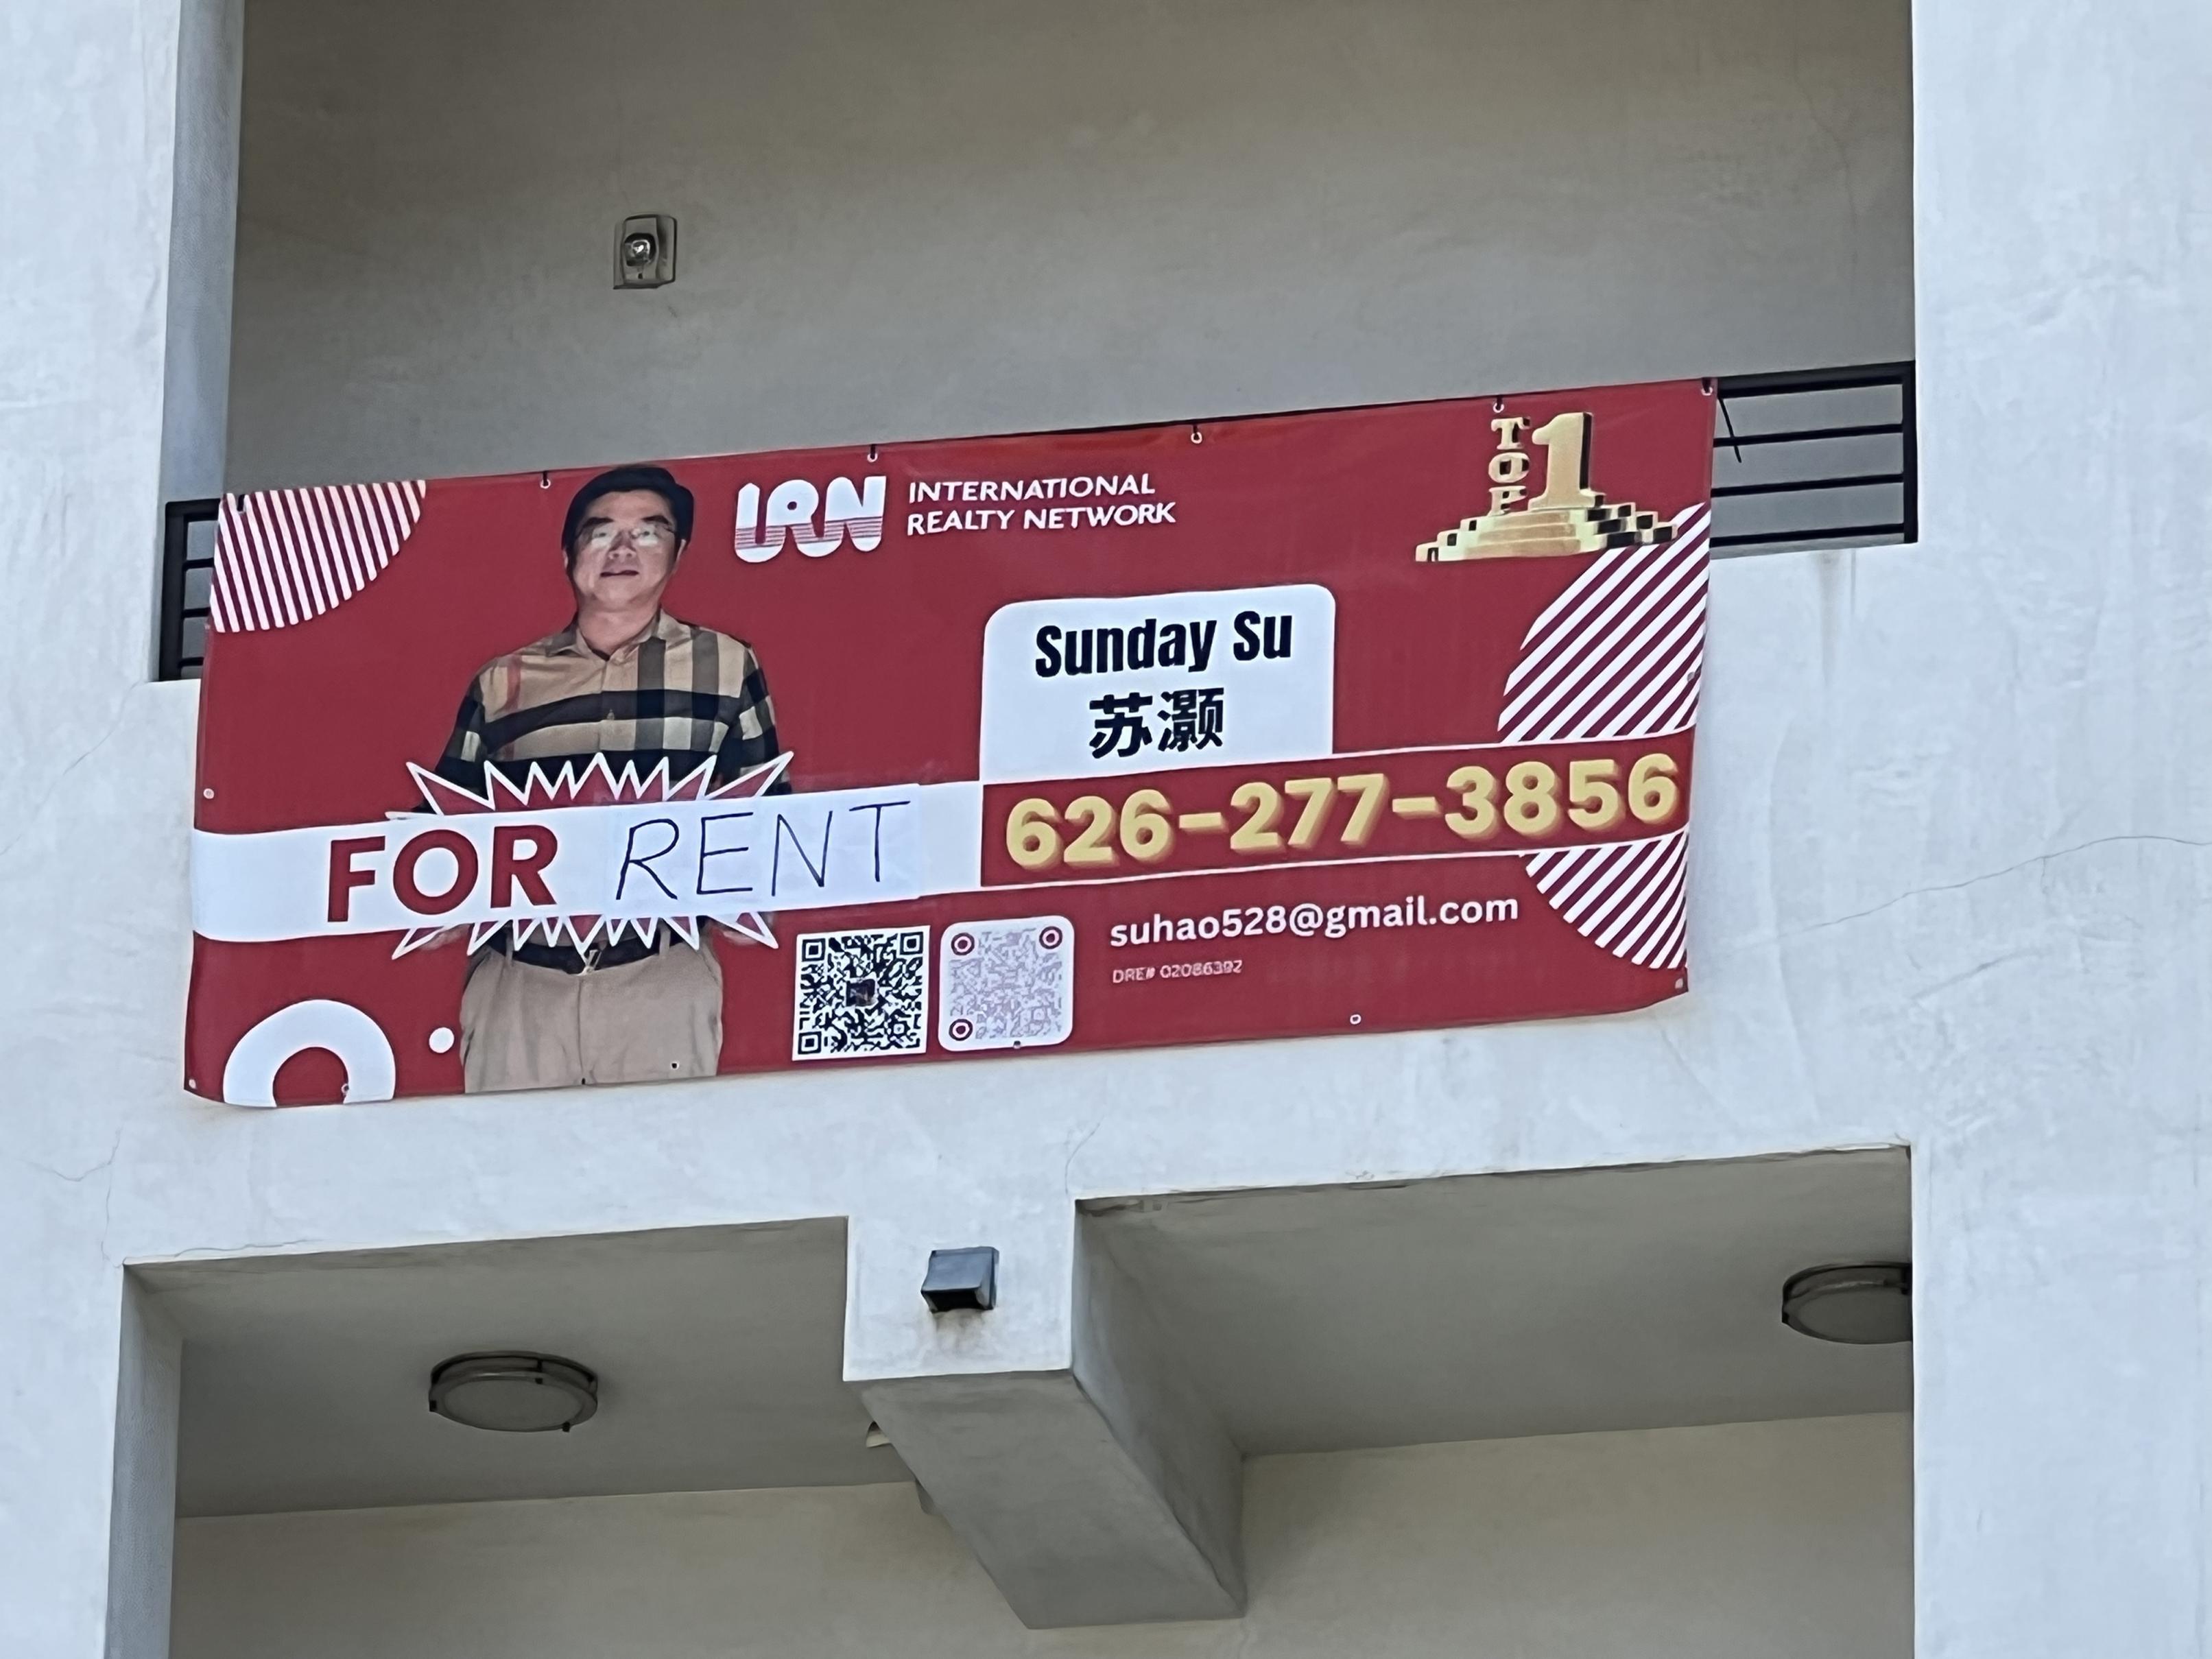 IRN
INTERNATIONAL
REALTY NETWORK
TOP
1
Sunday Su
苏灏
FOR RENT
626-277-3856
suhao528@gmail.com
DRE# 02086392